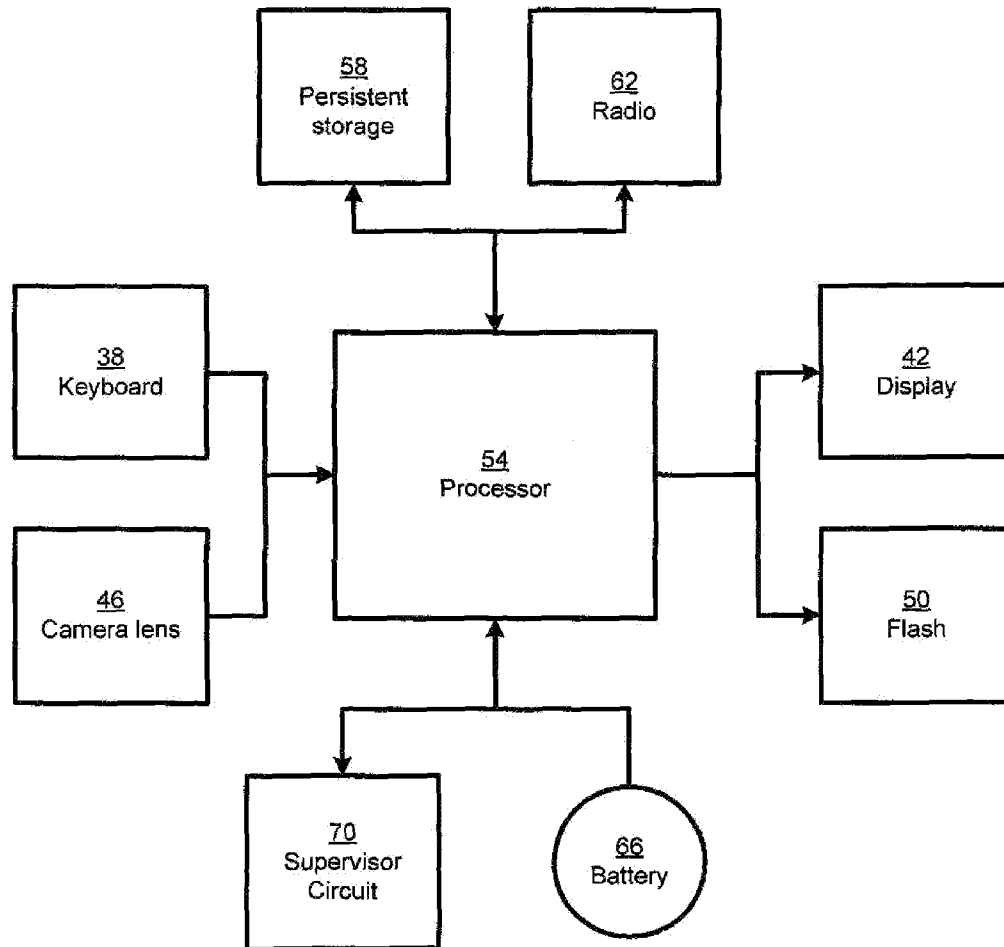 58
Persistent
storage
62
Radio
38
Keyboard
42
Display
54
Processor
46
Camera lens
50
Flash
70
Supervisor
Circuit
66
Battery